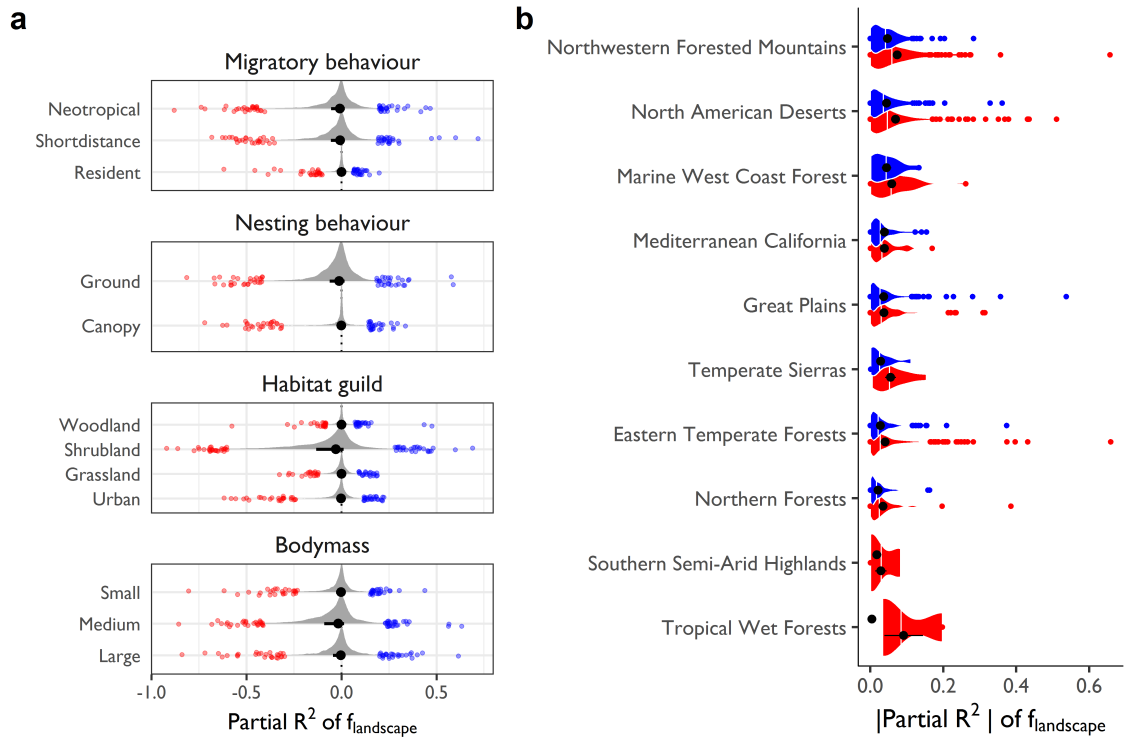 a
Migratory behaviour
Neotropical
Shortdistance
Resident
Nesting behaviour
Ground
Canopy
Habitat guild
Woodland
Shrubland
Grassland
Urban
Bodymass
Small
Medium
Large
-1.0 -0.5 0.0 0.5
Partial R² of f_landscape
b
Northwestern Forested Mountains
North American Deserts
Marine West Coast Forest
Mediterranean California
Great Plains
Temperate Sierras
Eastern Temperate Forests
Northern Forests
Southern Semi-Arid Highlands
Tropical Wet Forests
0.0 0.2 0.4 0.6
|Partial R² | of f_landscape